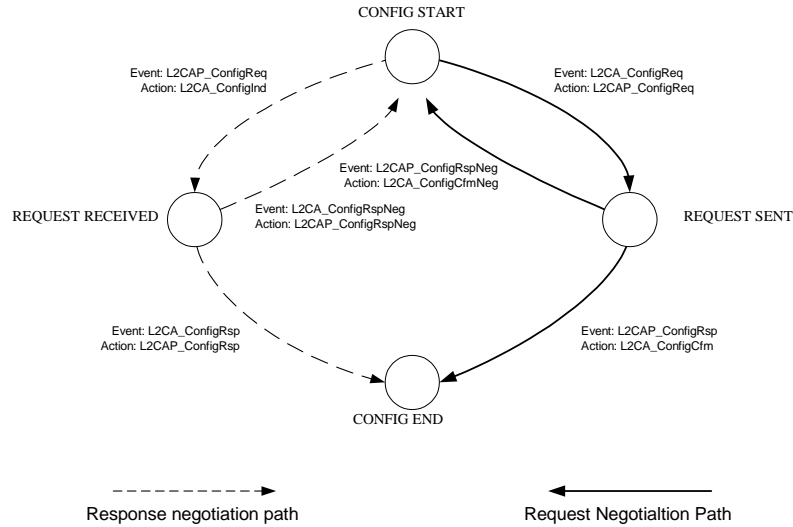 CONFIG START
Event: L2CAP_ConfigReq
Action: L2CA_ConfigInd
Event: L2CA_ConfigReq
Action: L2CAP_ConfigReq
Event: L2CAP_ConfigRspNeg
Action: L2CA_ConfigCfmNeg
REQUEST RECEIVED
Event: L2CA_ConfigRspNeg
Action: L2CAP_ConfigRspNeg
REQUEST SENT
Event: L2CA_ConfigRsp
Action: L2CAP_ConfigRsp
Event: L2CAP_ConfigRsp
Action: L2CA_ConfigCfm
CONFIG END
Response negotiation path
Request Negotialtion Path